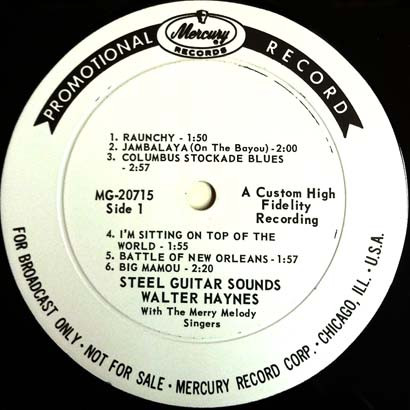 PROMOTIONAL RECORD
Mercury
RECORDS
1. RAUNCHY - 1:50
2. JAMBALAYA (On The Bayou) - 2:00
3. COLUMBUS STOCKADE BLUES
- 2:57
MG-20715
Side 1
A Custom High
Fidelity
Recording
4. I'M SITTING ON TOP OF THE
WORLD - 1:55
5. BATTLE OF NEW ORLEANS - 1:57
6. BIG MAMOU - 2:20
STEEL GUITAR SOUNDS
WALTER HAYNES
With The Merry Melody
Singers
FOR BROADCAST ONLY • NOT FOR SALE • MERCURY RECORD CORP. • CHICAGO, ILL. • U.S.A.